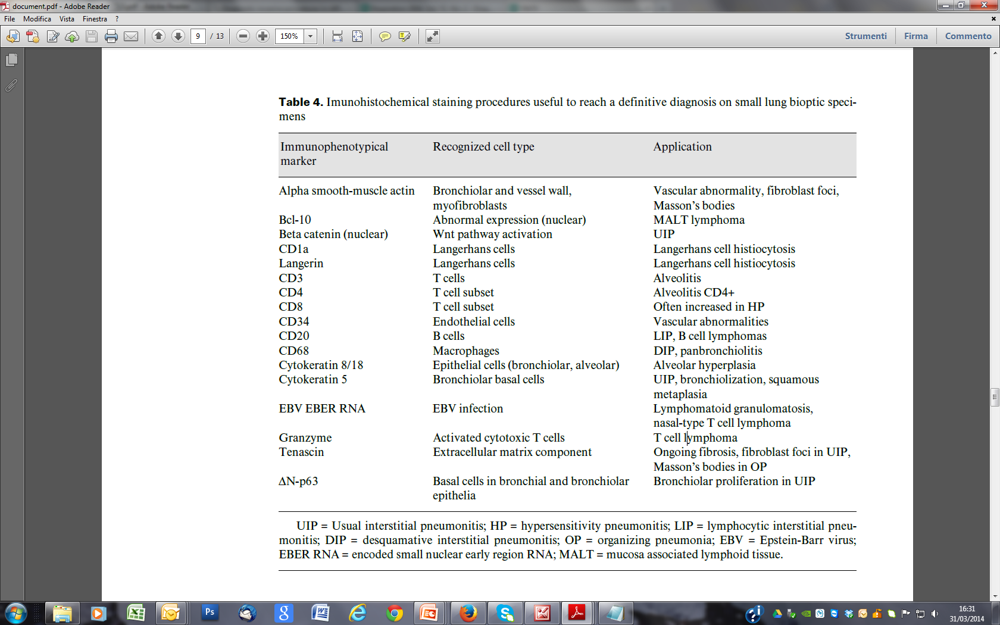 document.pdf - Adobe Reader
File Modifica Vista Finestra ?
9 / 13 150% Strumenti Firma Commento
Table 4. Imunohistochemical staining procedures useful to reach a definitive diagnosis on small lung bioptic speci-
mens
Immunophenotypical Recognized cell type Application
marker
Alpha smooth-muscle actin Bronchiolar and vessel wall, Vascular abnormality, fibroblast foci,
myofibroblasts Masson's bodies
Bcl-10 Abnormal expression (nuclear) MALT lymphoma
Beta catenin (nuclear) Wnt pathway activation UIP
CD1a Langerhans cells Langerhans cell histiocytosis
Langerin Langerhans cells Langerhans cell histiocytosis
CD3 T cells Alveolitis
CD4 T cell subset Alveolitis CD4+
CD8 T cell subset Often increased in HP
CD34 Endothelial cells Vascular abnormalities
CD20 B cells LIP, B cell lymphomas
CD68 Macrophages DIP, panbronchiolitis
Cytokeratin 8/18 Epithelial cells (bronchiolar, alveolar) Alveolar hyperplasia
Cytokeratin 5 Bronchiolar basal cells UIP, bronchiolization, squamous
metaplasia
EBV EBER RNA EBV infection Lymphomatoid granulomatosis,
nasal-type T cell lymphoma
Granzyme Activated cytotoxic T cells T cell lymphoma
Tenascin Extracellular matrix component Ongoing fibrosis, fibroblast foci in UIP,
Masson's bodies in OP
ΔN-p63 Basal cells in bronchial and bronchiolar Bronchiolar proliferation in UIP
epithelia
UIP = Usual interstitial pneumonitis; HP = hypersensitivity pneumonitis; LIP = lymphocytic interstitial pneu-
monitis; DIP = desquamative interstitial pneumonitis; OP = organizing pneumonia; EBV = Epstein-Barr virus;
EBER RNA = encoded small nuclear early region RNA; MALT = mucosa associated lymphoid tissue.
Ps
16:31
31/03/2014